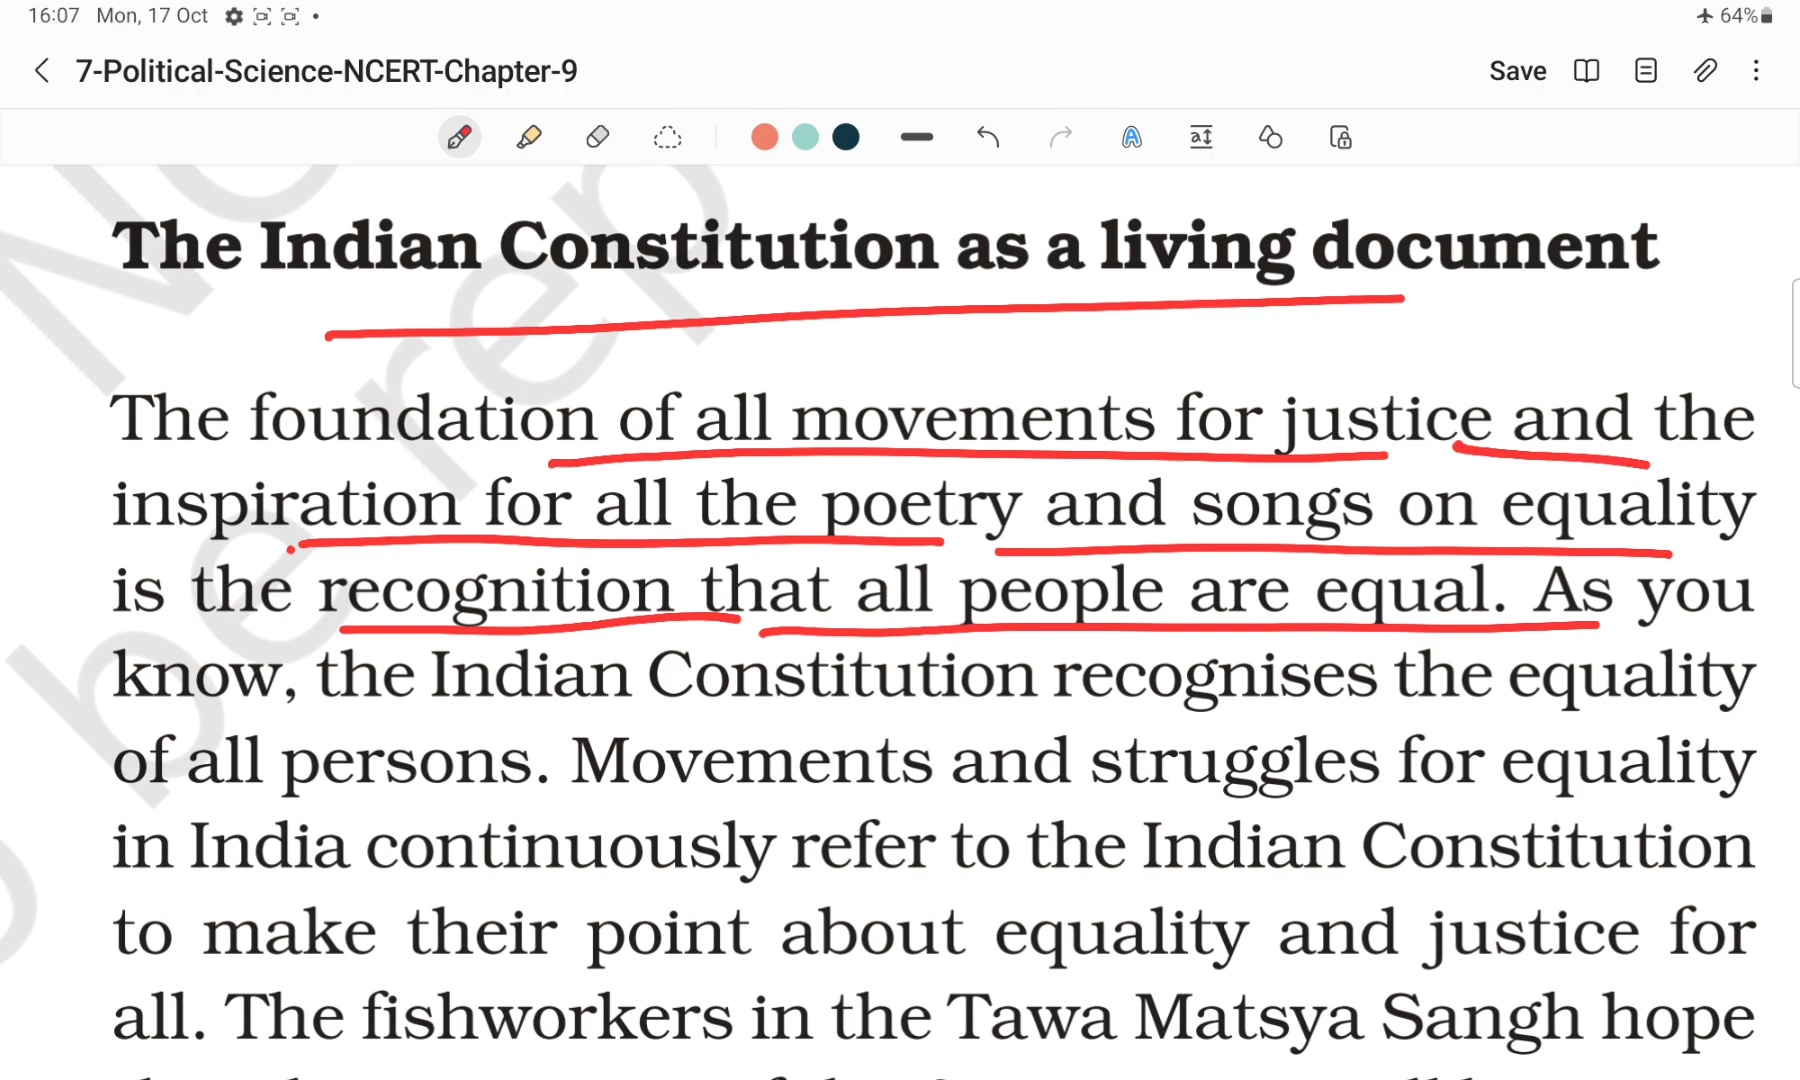 16:07 Mon, 17 Oct
64%
7-Political-Science-NCERT-Chapter-9
Save
The Indian Constitution as a living document
The foundation of all movements for justice and the
inspiration for all the poetry and songs on equality
is the recognition that all people are equal. As you
know, the Indian Constitution recognises the equality
of all persons. Movements and struggles for equality
in India continuously refer to the Indian Constitution
to make their point about equality and justice for
all. The fishworkers in the Tawa Matsya Sangh hope